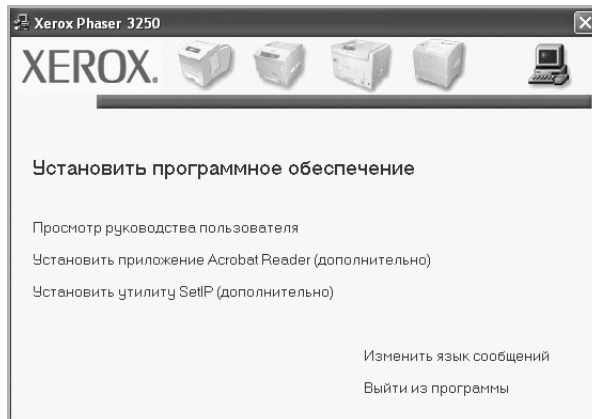 Xerox Phaser 3250
XEROX.
Установить программное обеспечение
Просмотр руководства пользователя
Установить приложение Acrobat Reader (дополнительно)
Установить утилиту SetIP (дополнительно)
Изменить язык сообщений
Выйти из программы